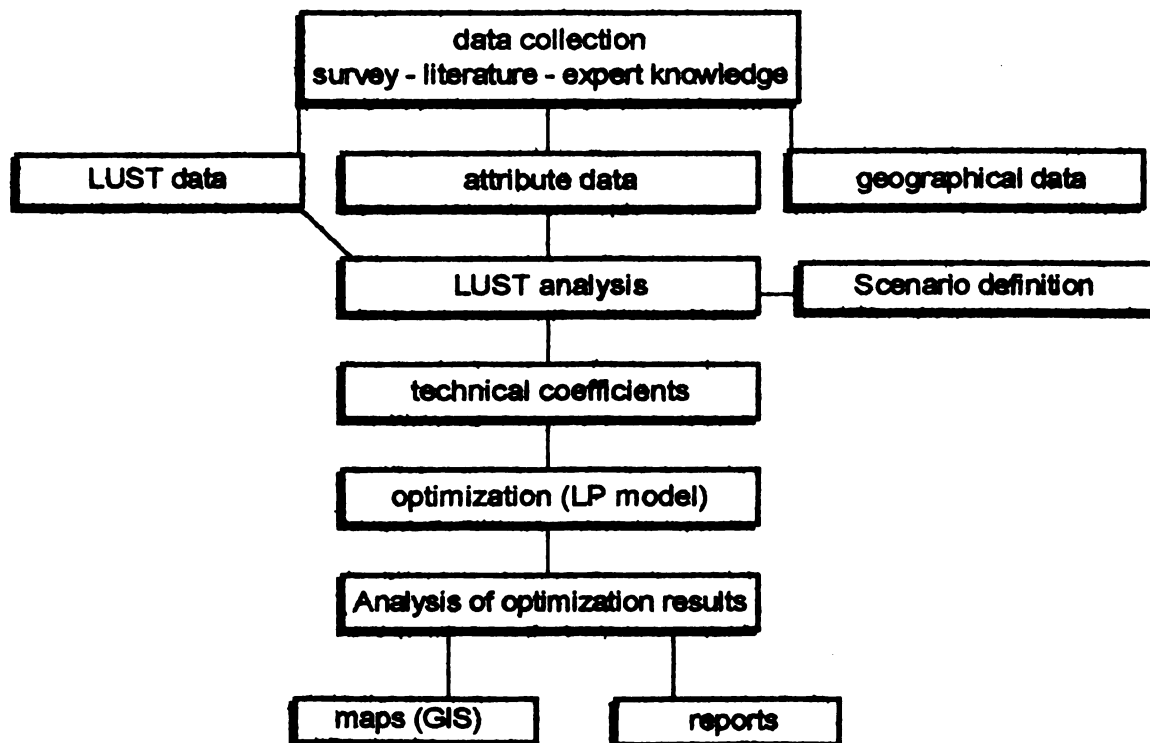 data collection
survey - literature - expert knowledge
LUST data
attribute data
geographical data
LUST analysis
Scenario definition
technical coefficients
optimization (LP model)
Analysis of optimization results
maps (GIS)
reports